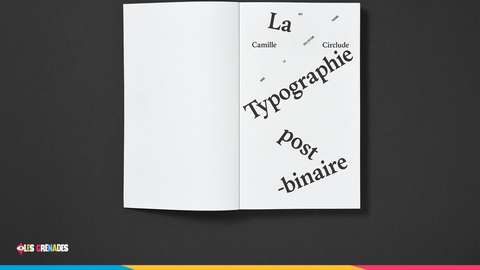 La
Camille Circlude
Typographie
post
-binaire
LES GRENADES